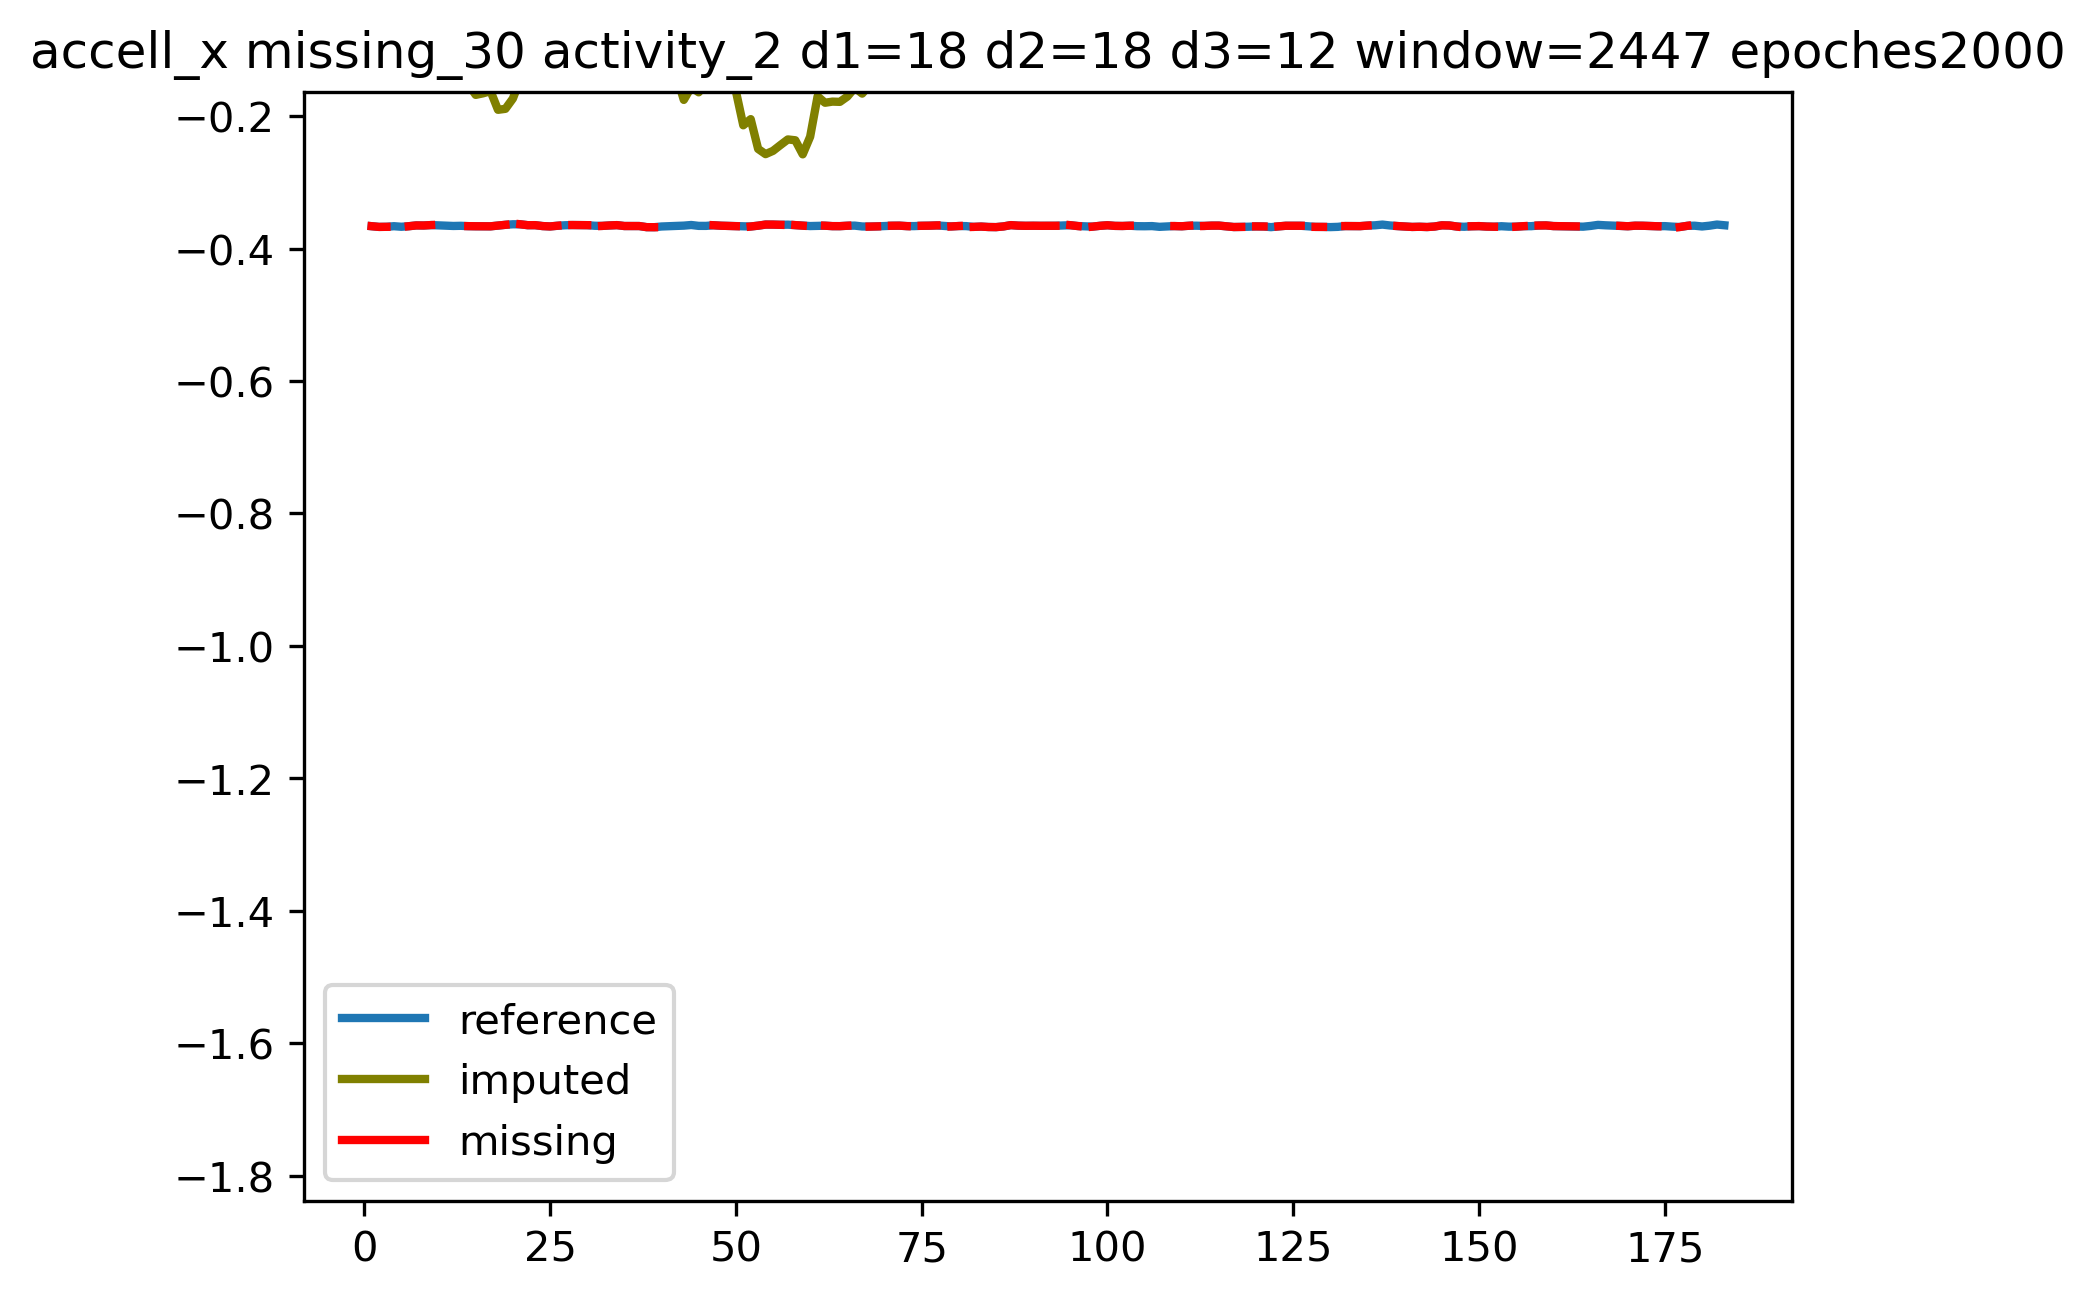 accell_x missing_30 activity_2 d1=18 d2=18 d3=12 window=2447 epoches2000
−0.2
−0.4
−0.6
−0.8
−1.0
−1.2
−1.4
−1.6
−1.8
reference
imputed
missing
0 25 50 75 100 125 150 175